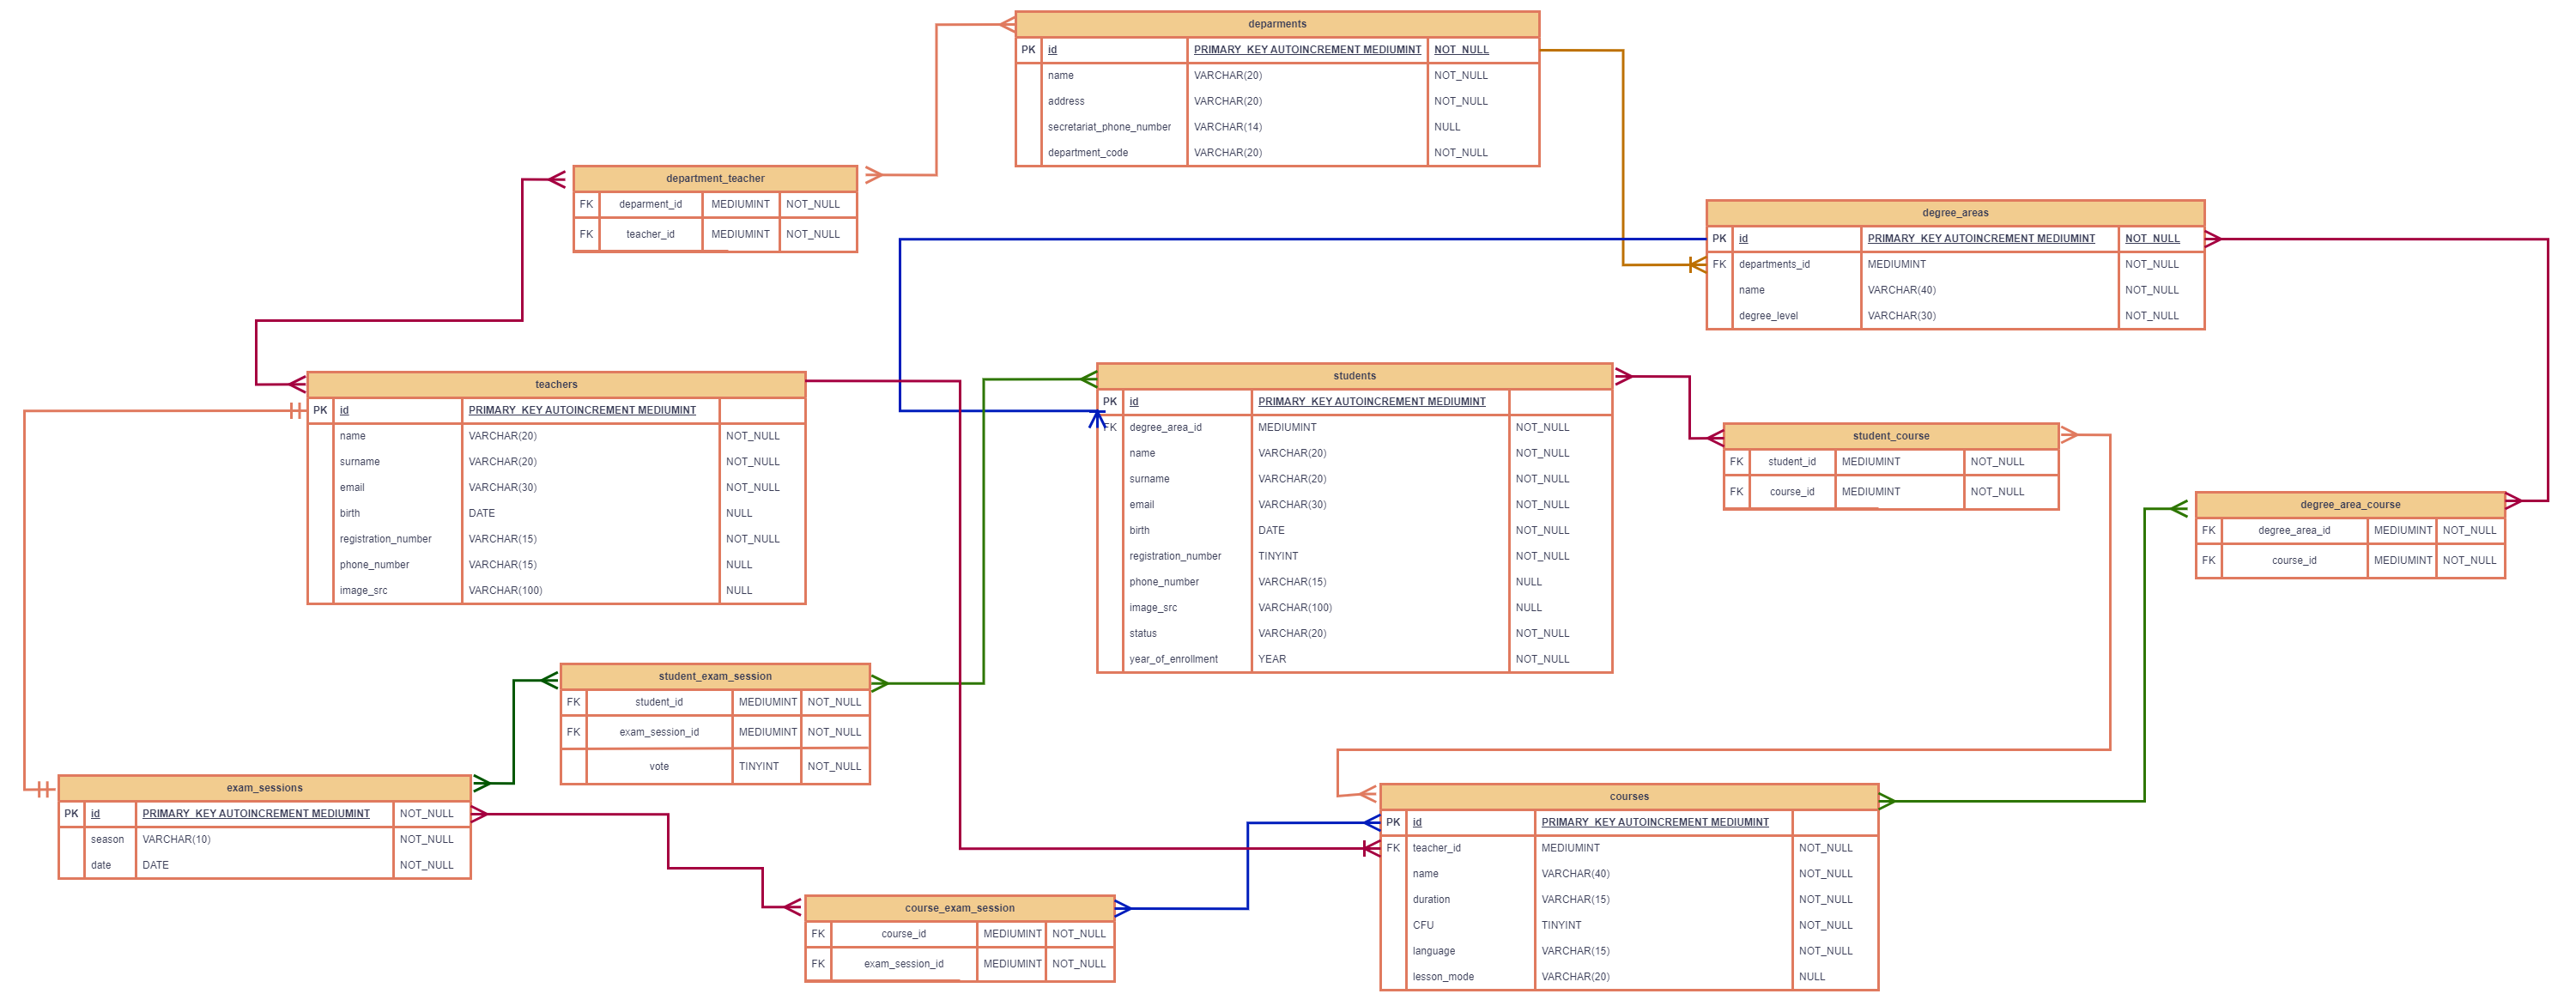 deparments
PK id PRIMARY_KEY AUTOINCREMENT MEDIUMINT NOT_NULL
name VARCHAR(20) NOT_NULL
address VARCHAR(20) NOT_NULL
secretariat_phone_number VARCHAR(14) NULL
department_code VARCHAR(20) NOT_NULL
department_teacher
FK deparment_id MEDIUMINT NOT_NULL
FK teacher_id MEDIUMINT NOT_NULL
degree_areas
PK id PRIMARY_KEY AUTOINCREMENT MEDIUMINT NOT_NULL
FK departments_id MEDIUMINT NOT_NULL
name VARCHAR(40) NOT_NULL
degree_level VARCHAR(30) NOT_NULL
teachers
PK id PRIMARY_KEY AUTOINCREMENT MEDIUMINT
name VARCHAR(20) NOT_NULL
surname VARCHAR(20) NOT_NULL
email VARCHAR(30) NOT_NULL
birth DATE NULL
registration_number VARCHAR(15) NOT_NULL
phone_number VARCHAR(15) NULL
image_src VARCHAR(100) NULL
students
PK id PRIMARY_KEY AUTOINCREMENT MEDIUMINT
FK degree_area_id MEDIUMINT NOT_NULL
name VARCHAR(20) NOT_NULL
surname VARCHAR(20) NOT_NULL
email VARCHAR(30) NOT_NULL
birth DATE NOT_NULL
registration_number TINYINT NOT_NULL
phone_number VARCHAR(15) NULL
image_src VARCHAR(100) NULL
status VARCHAR(20) NOT_NULL
year_of_enrollment YEAR NOT_NULL
student_course
FK student_id MEDIUMINT NOT_NULL
FK course_id MEDIUMINT NOT_NULL
degree_area_course
FK degree_area_id MEDIUMINT NOT_NULL
FK course_id MEDIUMINT NOT_NULL
student_exam_session
FK student_id MEDIUMINT NOT_NULL
FK exam_session_id MEDIUMINT NOT_NULL
vote TINYINT NOT_NULL
exam_sessions
PK id PRIMARY_KEY AUTOINCREMENT MEDIUMINT NOT_NULL
season VARCHAR(10) NOT_NULL
date DATE NOT_NULL
courses
PK id PRIMARY_KEY AUTOINCREMENT MEDIUMINT
FK teacher_id MEDIUMINT NOT_NULL
name VARCHAR(40) NOT_NULL
duration VARCHAR(15) NOT_NULL
CFU TINYINT NOT_NULL
language VARCHAR(15) NOT_NULL
lesson_mode VARCHAR(20) NULL
course_exam_session
FK course_id MEDIUMINT NOT_NULL
FK exam_session_id MEDIUMINT NOT_NULL